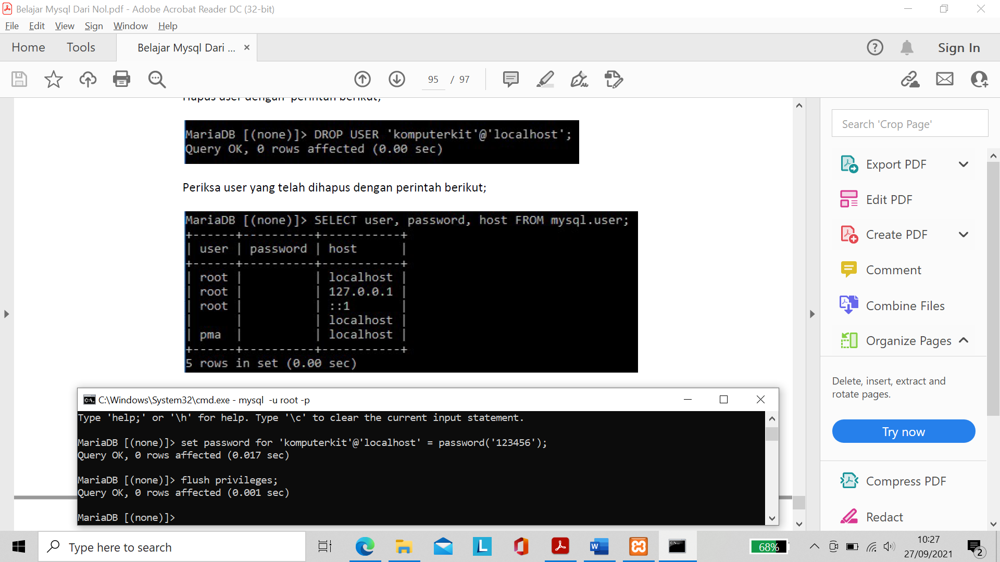 Belajar Mysql Dari Nol.pdf - Adobe Acrobat Reader DC (32-bit)
File Edit View Sign Window Help
Home Tools Belajar Mysql Dari ... × Sign In
95 / 97
Hapus user dengan perintah berikut;
MariaDB [(none)]> DROP USER 'komputerkit'@'localhost';
Query OK, 0 rows affected (0.00 sec)
Periksa user yang telah dihapus dengan perintah berikut;
MariaDB [(none)]> SELECT user, password, host FROM mysql.user;
+------+----------+-----------+
| user | password | host      |
+------+----------+-----------+
| root |          | localhost |
| root |          | 127.0.0.1 |
| root |          | ::1       |
|      |          | localhost |
| pma  |          | localhost |
+------+----------+-----------+
5 rows in set (0.00 sec)
C:\Windows\System32\cmd.exe - mysql  -u root -p
Type 'help;' or '\h' for help. Type '\c' to clear the current input statement.
MariaDB [(none)]> set password for 'komputerkit'@'localhost' = password('123456');
Query OK, 0 rows affected (0.017 sec)
MariaDB [(none)]> flush privileges;
Query OK, 0 rows affected (0.001 sec)
MariaDB [(none)]>
Search 'Crop Page'
Export PDF
Edit PDF
Create PDF
Comment
Combine Files
Organize Pages
Delete, insert, extract and
rotate pages.
Try now
Compress PDF
Redact
Type here to search
68%
10:27
27/09/2021
2